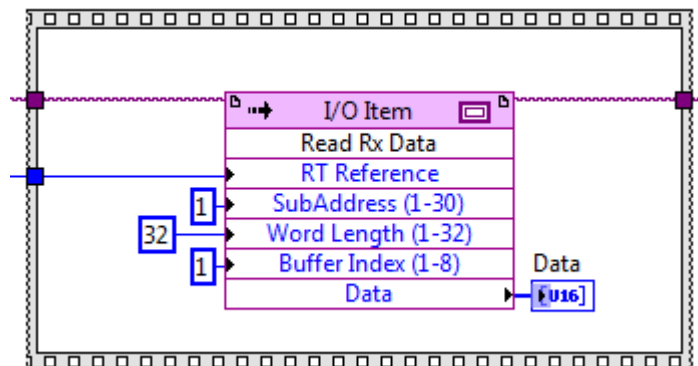 I/O Item
Read Rx Data
RT Reference
1 SubAddress (1-30)
32 Word Length (1-32)
1 Buffer Index (1-8) Data
Data [U16]